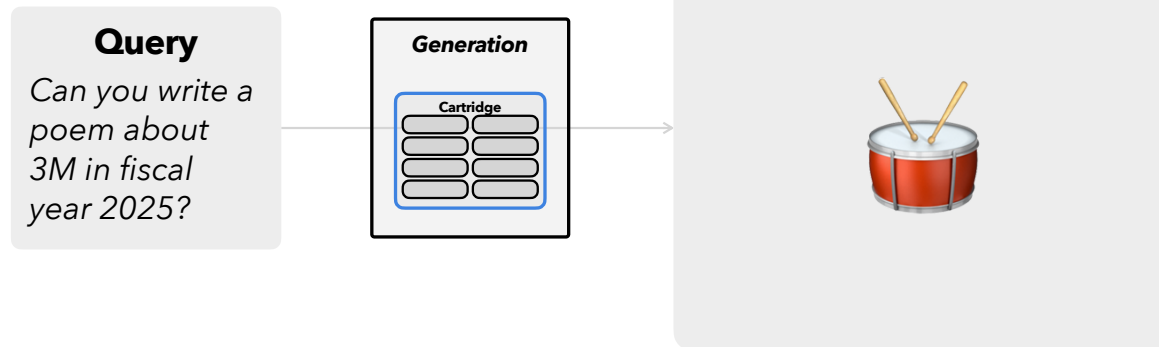 Query
Can you write a
poem about
3M in fiscal
year 2025?
Generation
Cartridge